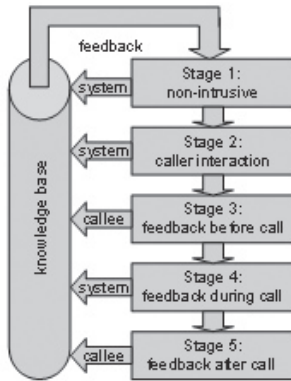 feedback
Stage 1:
non-intrusive
system
Stage 2:
caller interaction
system
Stage 3:
feedback before call
callee
Stage 4:
feedback during call
system
Stage 5:
feedback after call
callee
knowledge base